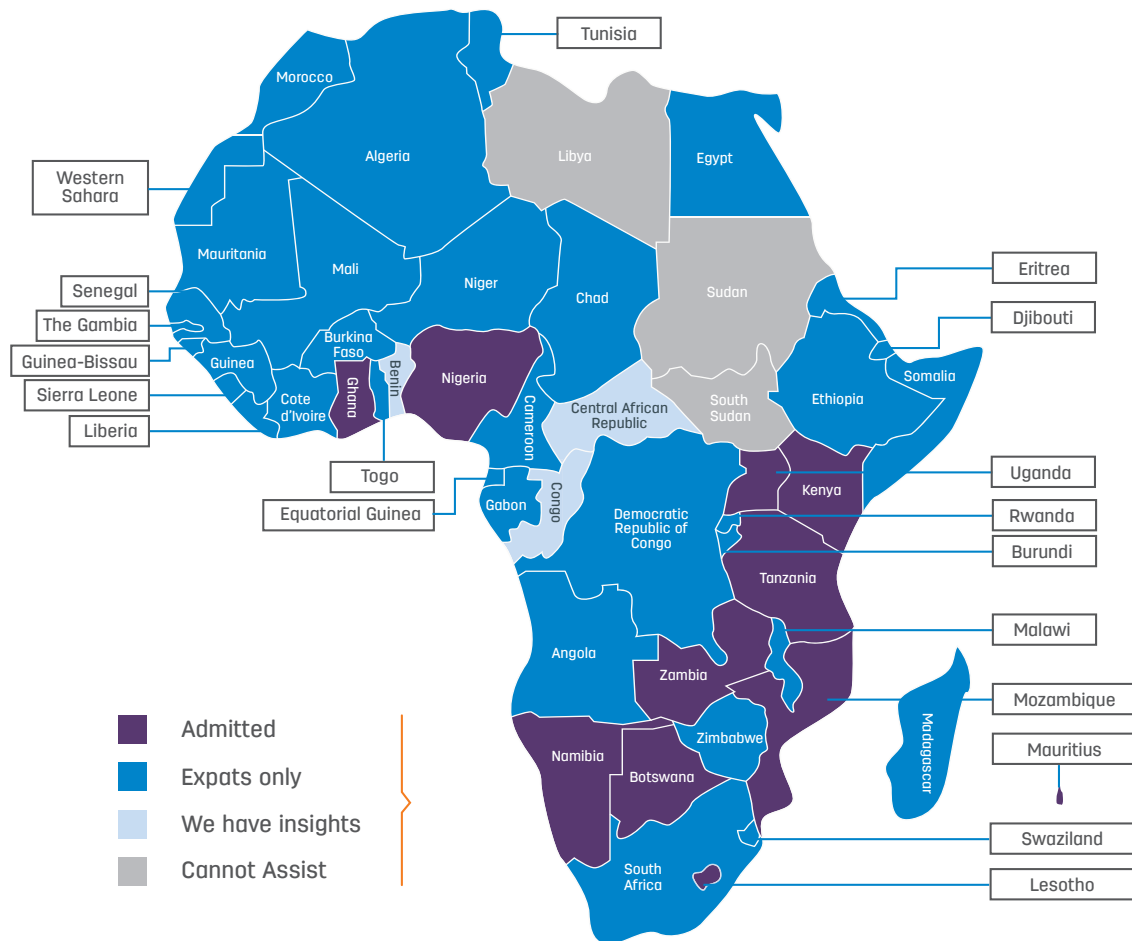 Tunisia
Morocco
Algeria
Libya
Egypt
Western
Sahara
Mauritania
Mali
Niger
Chad
Sudan
Eritrea
Senegal
Djibouti
The Gambia
Burkina
Faso
Guinea-Bissau
Guinea
Benin
Nigeria
Somalia
Sierra Leone
Cote
d'Ivoire
Ghana
Cameroon
Central African
Republic
South
Sudan
Ethiopia
Liberia
Togo
Uganda
Equatorial Guinea
Gabon
Congo
Kenya
Democratic
Republic of
Congo
Rwanda
Burundi
Tanzania
Malawi
Angola
Zambia
Mozambique
Madagascar
Mauritius
Zimbabwe
Namibia
Botswana
Swaziland
South
Africa
Lesotho
Admitted
Expats only
We have insights
Cannot Assist